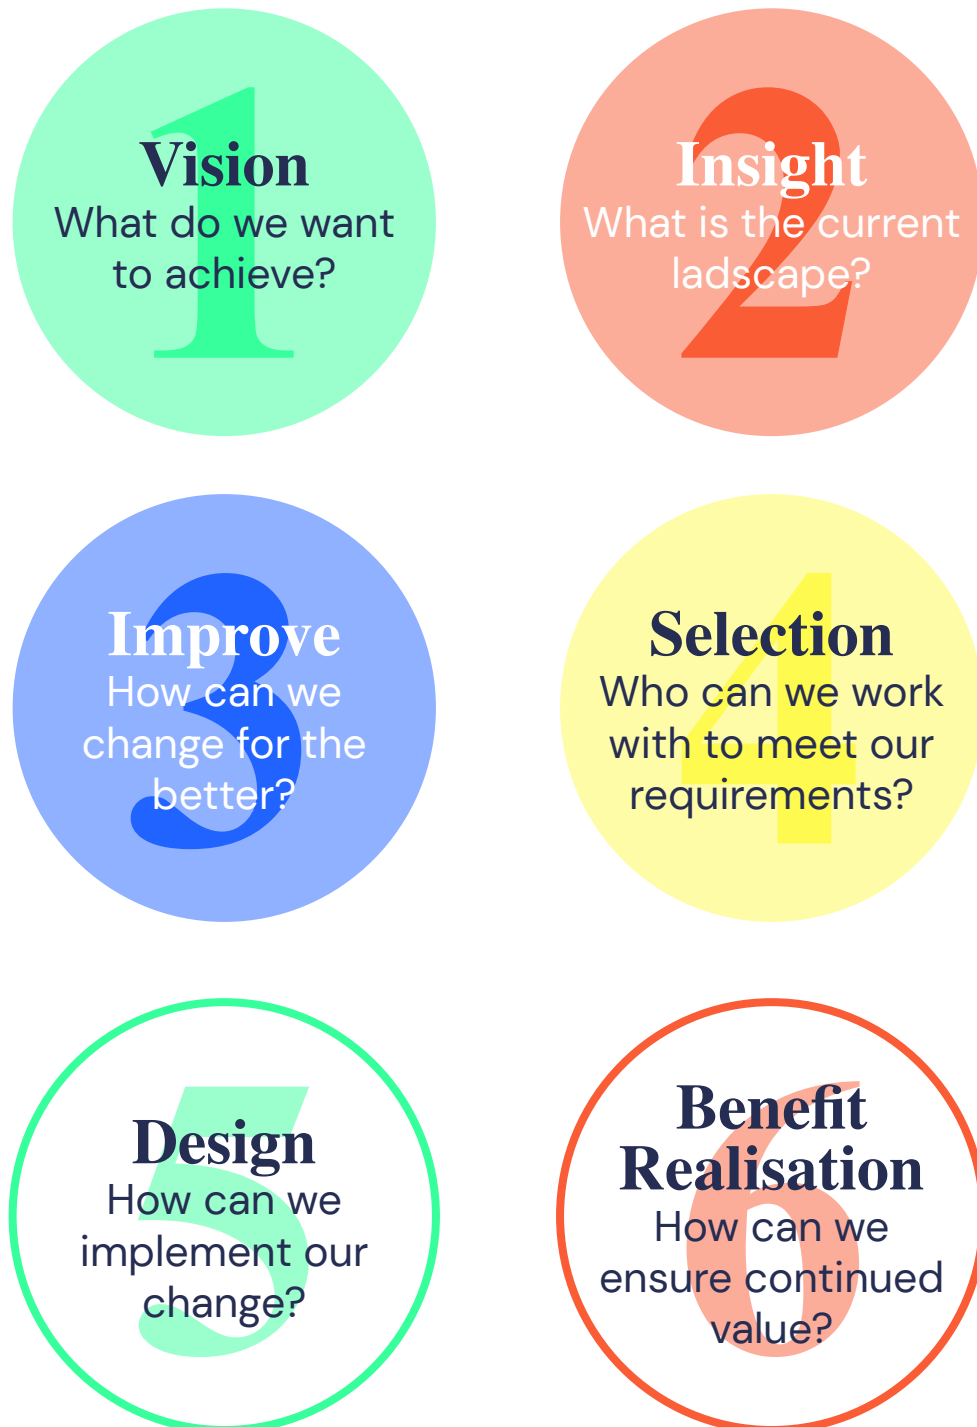 1
Vision
What do we want
to achieve?
2
Insight
What is the current
ladscape?
3
Improve
How can we
change for the
better?
4
Selection
Who can we work
with to meet our
requirements?
5
Design
How can we
implement our
change?
6
Benefit
Realisation
How can we
ensure continued
value?